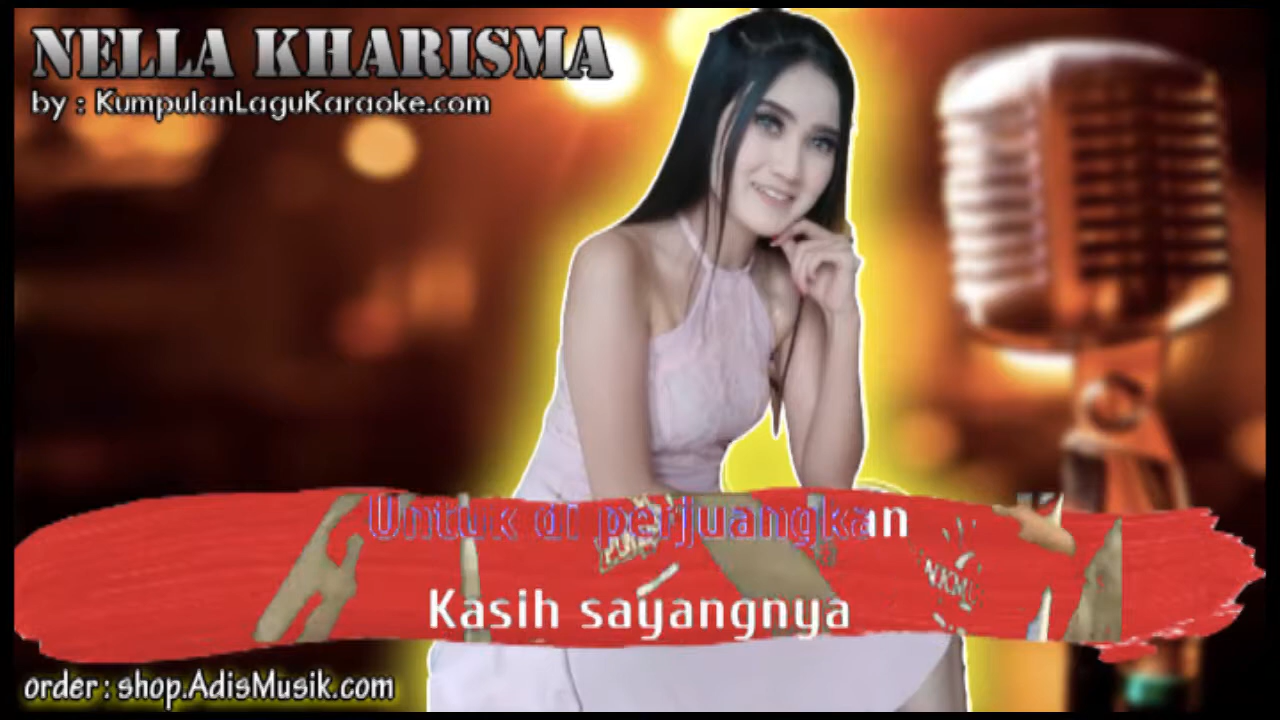 NELLA KHARISMA
by : KumpulanLaguKaraoke.com
Untuk di perjuangkan
Kasih sayangnya
order : shop.AdisMusik.com